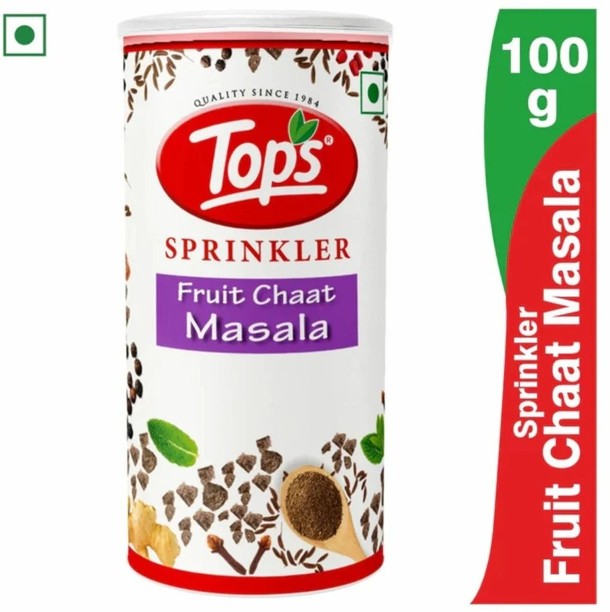 QUALITY SINCE 1984
Tops®
SPRINKLER
Fruit Chaat
Masala
100
g
Sprinkler
Fruit Chaat Masala